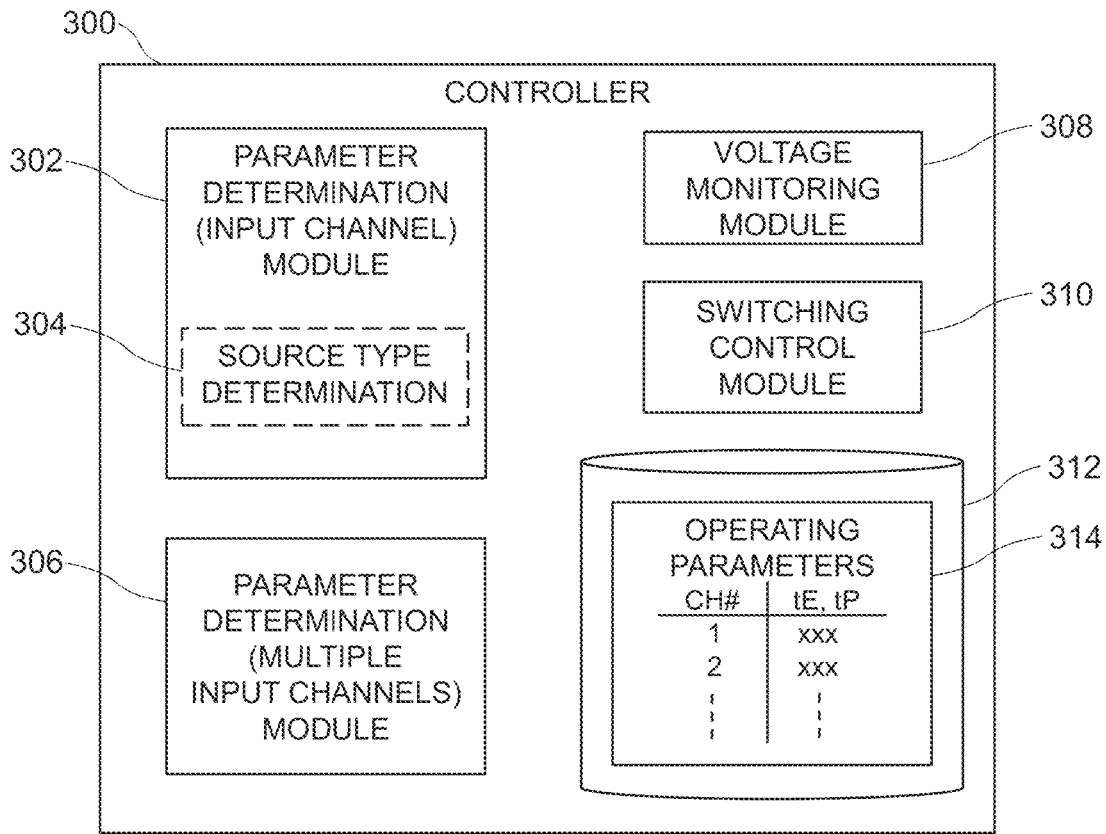 300
CONTROLLER
302
PARAMETER
DETERMINATION
(INPUT CHANNEL)
MODULE
304
SOURCE TYPE
DETERMINATION
306
PARAMETER
DETERMINATION
(MULTIPLE
INPUT CHANNELS)
MODULE
308
VOLTAGE
MONITORING
MODULE
310
SWITCHING
CONTROL
MODULE
312
314
OPERATING
PARAMETERS
CH# tE, tP
1 xxx
2 xxx